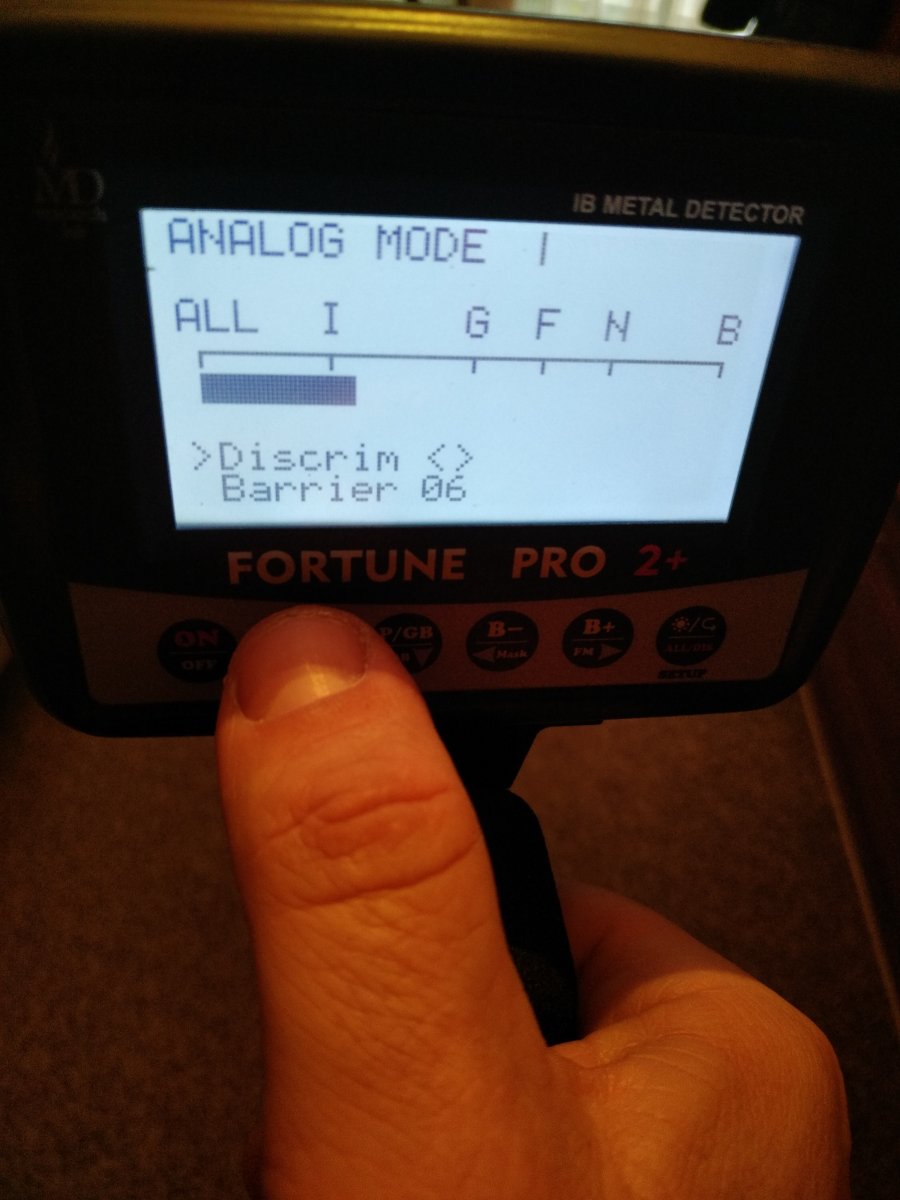 MD
IB METAL DETECTOR
ANALOG MODE |
ALL I G F N B
>Discrim <>
Barrier 06
FORTUNE PRO 2+
ON P/GB B- B+
OFF Mask FM ALL/DIS
SETUP